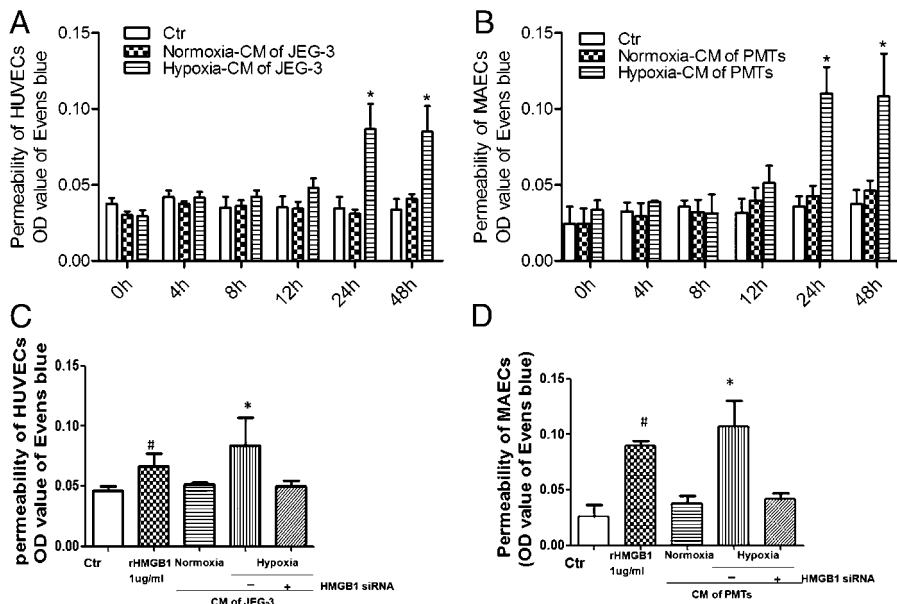 A
Ctr
Normoxia-CM of JEG-3
Hypoxia-CM of JEG-3
Permeability of HUVECs
OD value of Evens blue
0.15
0.10
0.05
0.00
* *
0h 4h 8h 12h 24h 48h
B
Ctr
Normoxia-CM of PMTs
Hypoxia-CM of PMTs
Permeability of MAECs
OD value of Evens blue
0.15
0.10
0.05
0.00
* *
0h 4h 8h 12h 24h 48h
C
permeability of HUVECs
OD value of Evens blue
0.15
0.10
0.05
0.00
# *
Ctr rHMGB1 Normoxia Hypoxia
1ug/ml − + HMGB1 siRNA
CM of JEG-3
D
Permeability of MAECs
(OD value of Evens blue)
0.15
0.10
0.05
0.00
# *
Ctr rHMGB1 Normoxia Hypoxia
1ug/ml − + HMGB1 siRNA
CM of PMTs